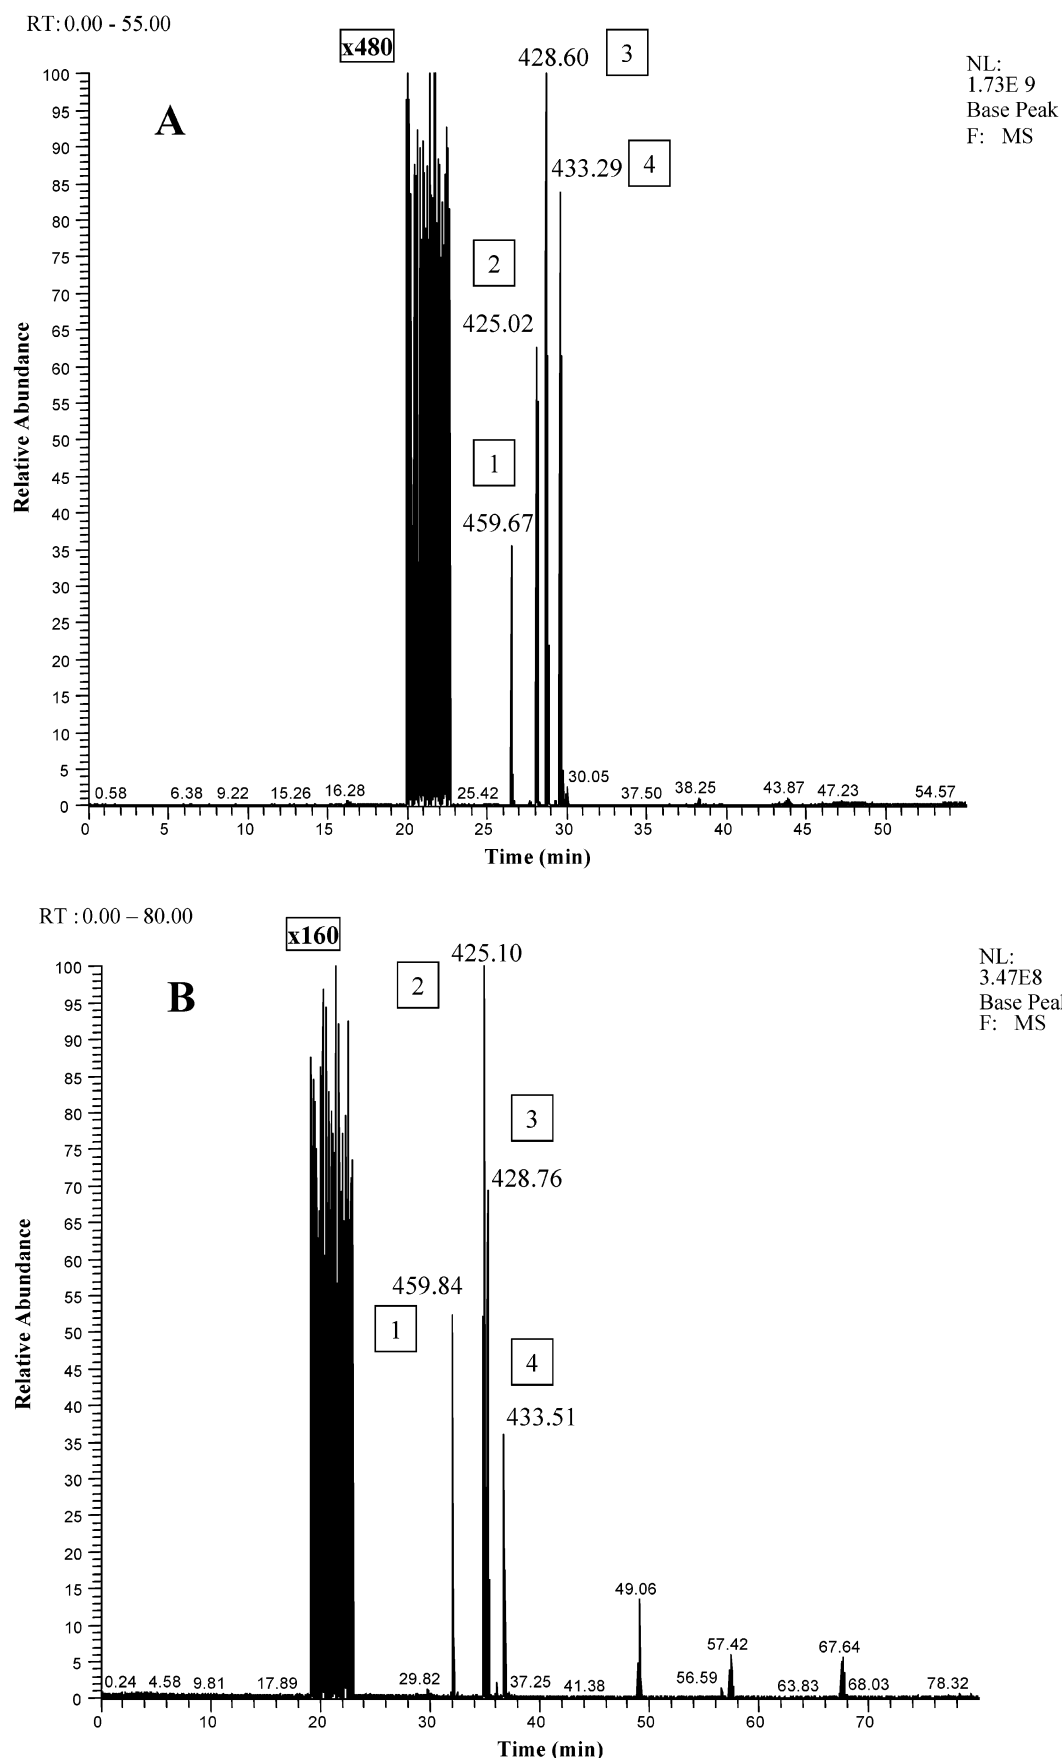 RT: 0.00 - 55.00
x480
428.60 3
NL:
1.73E 9
Base Peak
F: MS
A
433.29 4
2
425.02
1
459.67
Relative Abundance
100
95
90
85
80
75
70
65
60
55
50
45
40
35
30
25
20
15
10
5
0
0.58 6.38 9.22 15.26 16.28 25.42 30.05 37.50 38.25 43.87 47.23 54.57
0 5 10 15 20 25 30 35 40 45 50
Time (min)
RT : 0.00 – 80.00
x160
425.10
2
NL:
3.47E8
Base Peal
F: MS
B
3
428.76
459.84
1
4
433.51
Relative Abundance
100
95
90
85
80
75
70
65
60
55
50
45
40
35
30
25
20
15
10
5
0
0.24 4.58 9.81 17.89 29.82 37.25 41.38 49.06 56.59 57.42 63.83 67.64 68.03 78.32
0 10 20 30 40 50 60 70
Time (min)